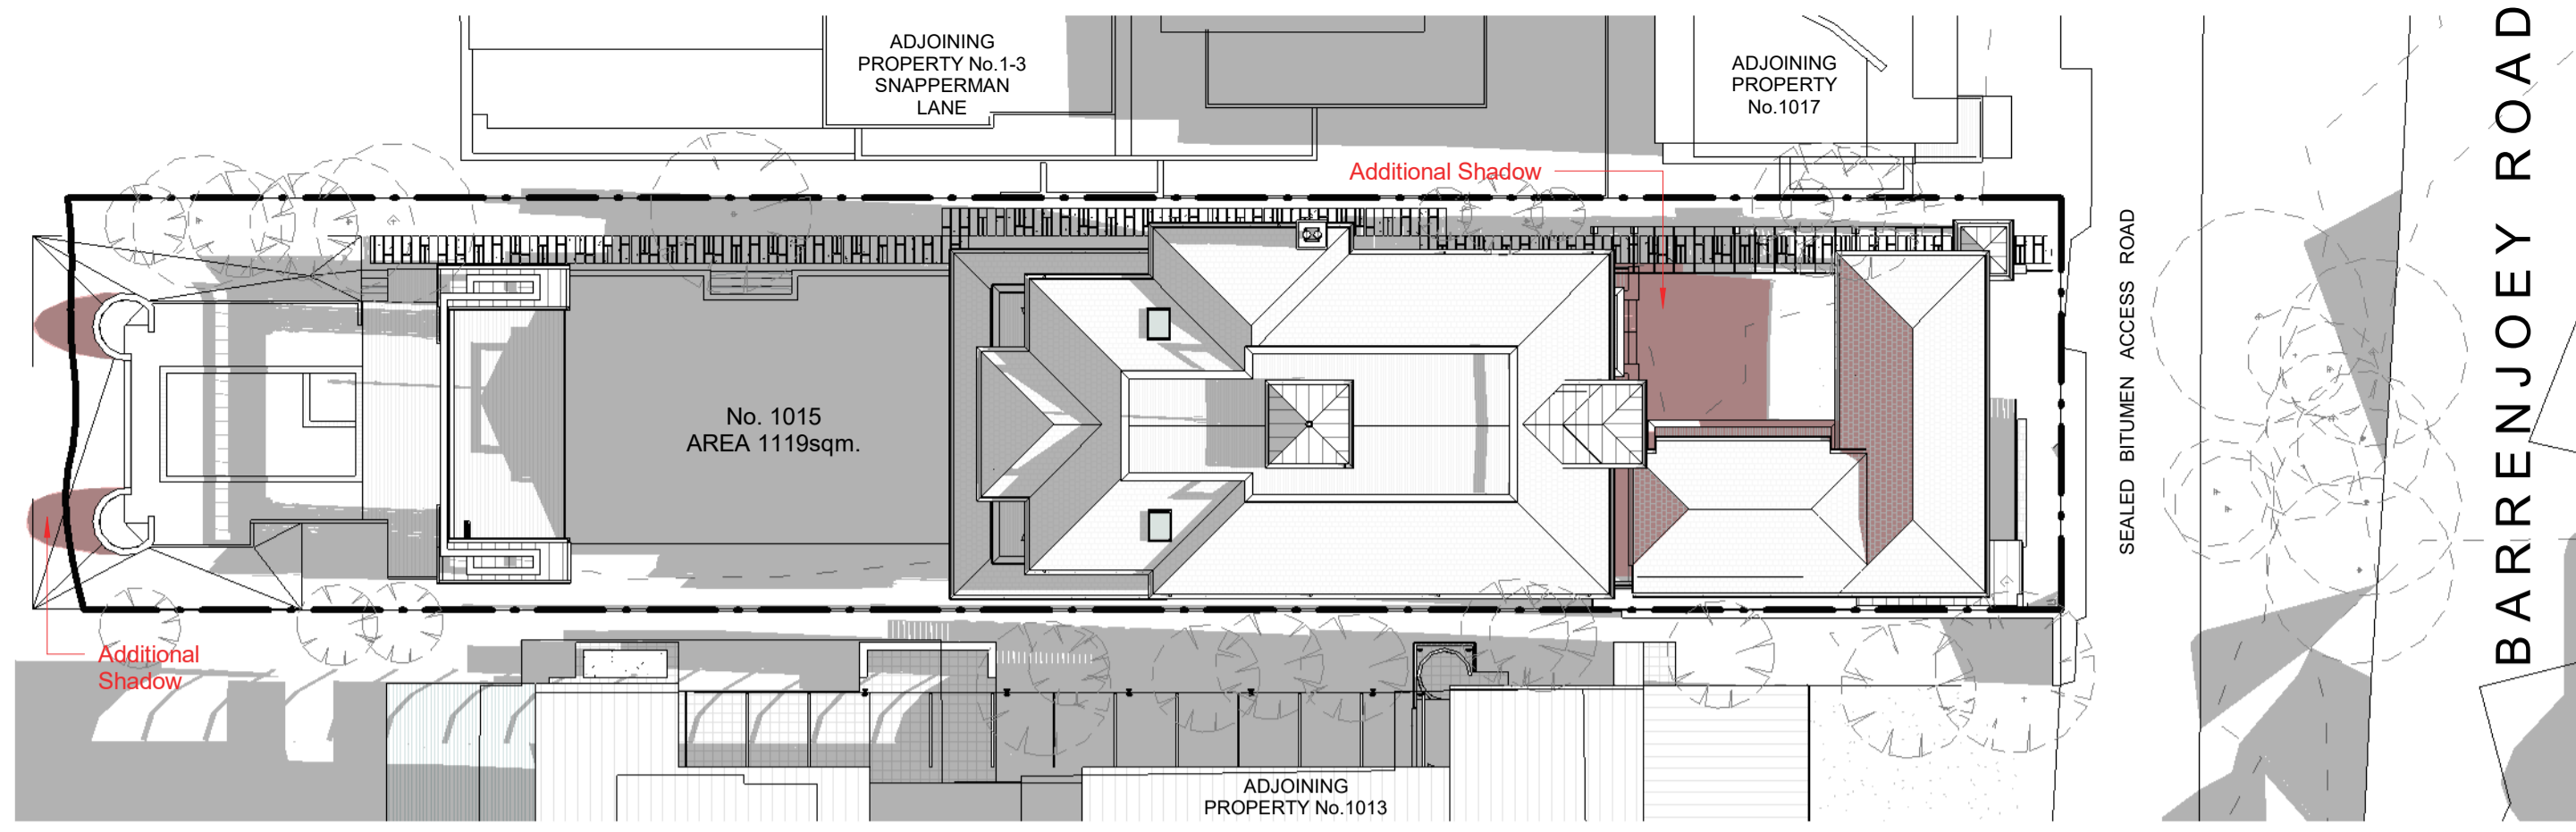 ADJOINING
PROPERTY No.1-3
SNAPPERMAN
LANE
ADJOINING
PROPERTY
No.1017
Additional Shadow
No. 1015
AREA 1119sqm.
Additional
Shadow
ADJOINING
PROPERTY No.1013
SEALED BITUMEN ACCESS ROAD
BARRENJOEY ROAD